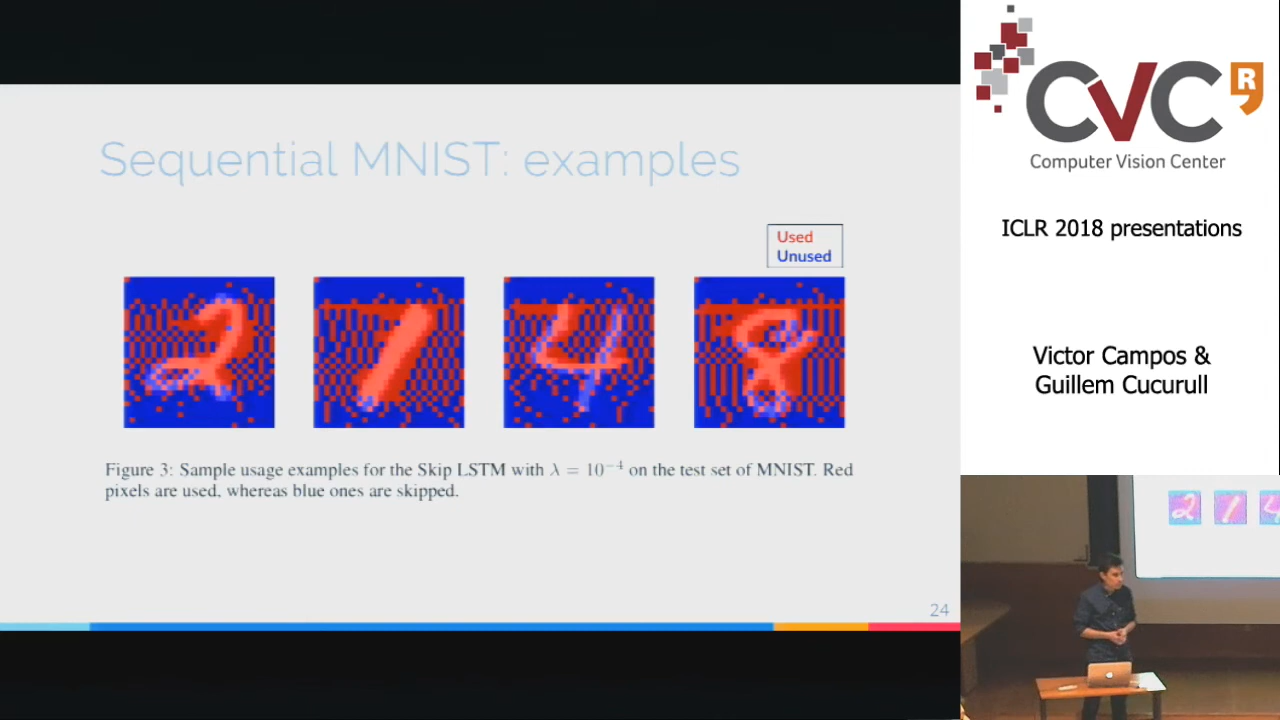 Sequential MNIST: examples
Used
Unused
Figure 3: Sample usage examples for the Skip LSTM with λ = 10⁻⁴ on the test set of MNIST. Red
pixels are used, whereas blue ones are skipped.
24
CVC
R
Computer Vision Center
ICLR 2018 presentations
Victor Campos &
Guillem Cucurull